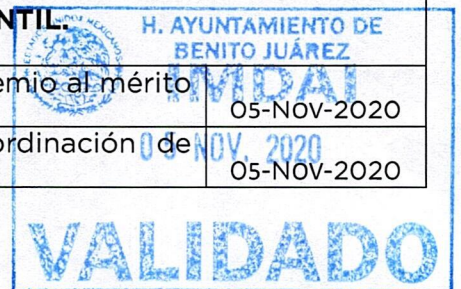 NTIL.
H. AYUNTAMIENTO DE
BENITO JUÁREZ
IMDAI
emio al mérito
05-NOV-2020
ordinación de
NOV. 2020
05-NOV-2020
VALIDADO